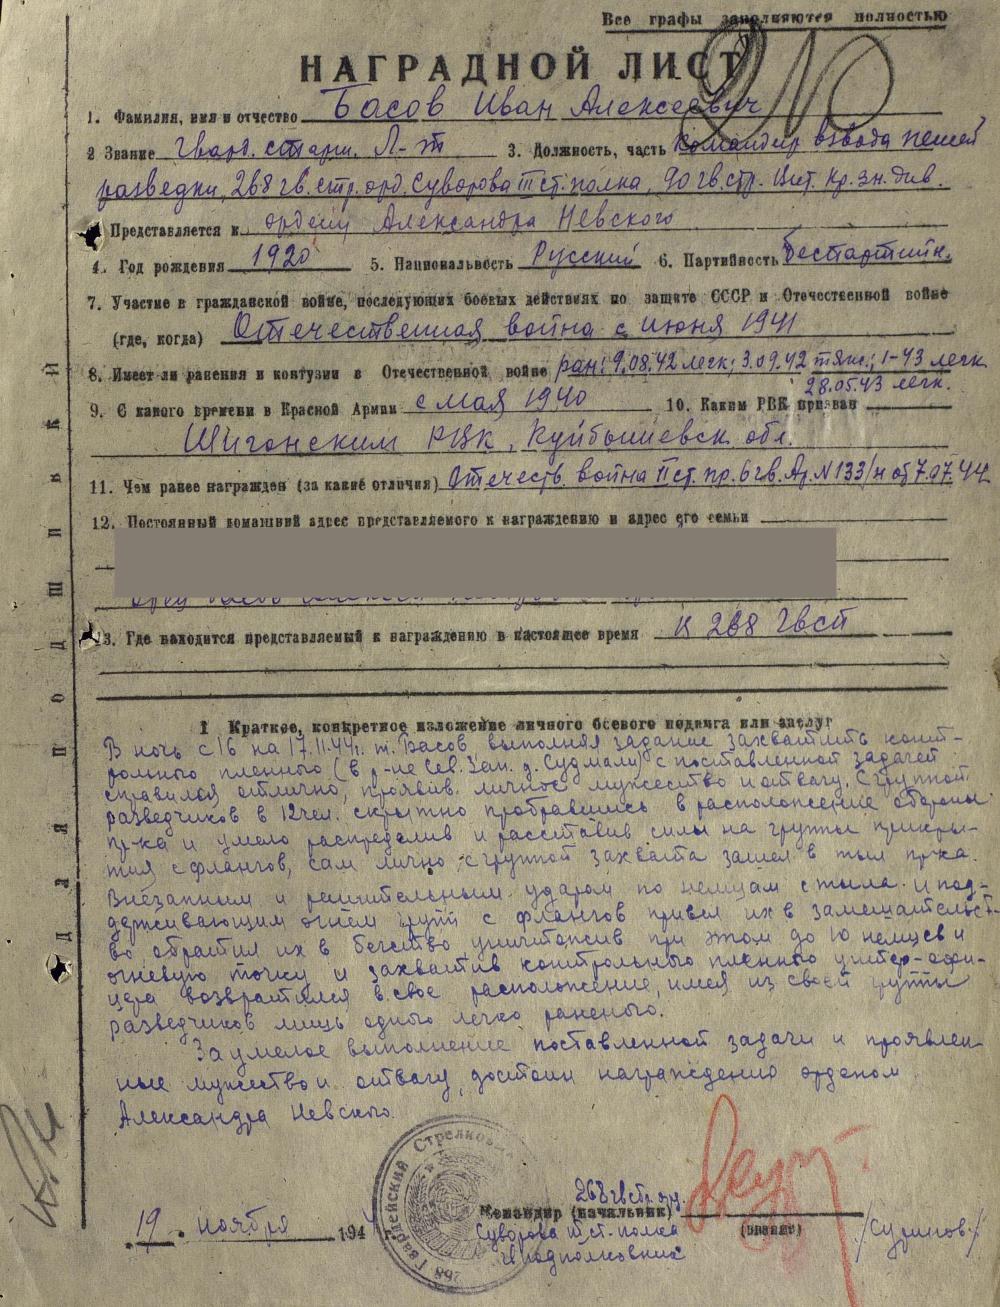 Все графы заполняются полностью
НАГРАДНОЙ ЛИСТ
1. Фамилия, имя и отчество Басов Иван Алексеевич
2 Звание гвард. старш. Л-т 3. Должность, часть Командир взвода пешей
разведки, 268 гв. стр. орд. Суворова III ст. полка, 90 гв. стр. Вит. Кр. Зн. див.
Представляется к ордену Александра Невского
4. Год рождения 1920 5. Национальность Русский 6. Партийность беспартийн.
7. Участие в гражданской войне, последующих боевых действиях по защите СССР и Отечественной войне
(где, когда) Отечественная война с июня 1941
8. Имеет ли ранения и контузии в Отечественной войне ран: 9.08.42 легк; 3.09.42 тяж.; 1-43 легк
28.05.43 легк.
9. С какого времени в Красной Армии с мая 1940 10. Каким РВК призван
Шигонским РВК, Куйбышевск. обл.
11. Чем ранее награжден (за какие отличия) Отечеств. война II ст. пр. 6 гв. Ар. N 133/н от 7.07.44
12. Постоянный домашний адрес представляемого к награждению и адрес его семьи
13. Где находится представляемый к награждению в настоящее время в 268 гвсп
1 Краткое, конкретное изложение личного боевого подвига или заслуг
В ночь с 16 на 17.11.44 г. т. Басов выполняя задание захватить конт-
рольного пленного (в р-не Сев. Зап. д. Судмали) с поставленной задачей
справился отлично, проявив личное мужество и отвагу. С группой
разведчиков в 12 чел. скрытно пробравшись в расположение обороны
пр-ка и умело распределив и расставив силы на группы прикры-
тия с флангов, сам лично с группой захвата зашел в тыл пр-ка.
Внезапным и решительным ударом по немцам с тыла и под-
держивающим огнем групп с флангов привел их в замешательст-
во обратил их в бегство уничтожив при этом до 10 немцев и
огневую точку и захватив контрольного пленного унтер-офи-
цера возвратился в свое расположение, имея из своей группы
разведчиков лишь одного легко раненого.
За умелое выполнение поставленной задачи и проявлен-
ные мужество и отвагу достоин награждения орденом
Александра Невского.
268 гв стр. орд.
Командир (начальник)
Суворова III ст. полка
гв подполковник
(звание)
/Суринов/
19. ноября 194
Гвардейский Стрелковый
268
Для подшивки